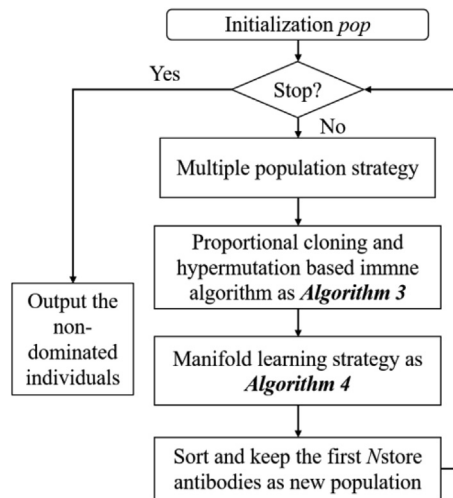 Initialization pop
Yes
Stop?
No
Multiple population strategy
Proportional cloning and
hypermutation based immne
algorithm as Algorithm 3
Output the
non-
dominated
individuals
Manifold learning strategy as
Algorithm 4
Sort and keep the first Nstore
antibodies as new population